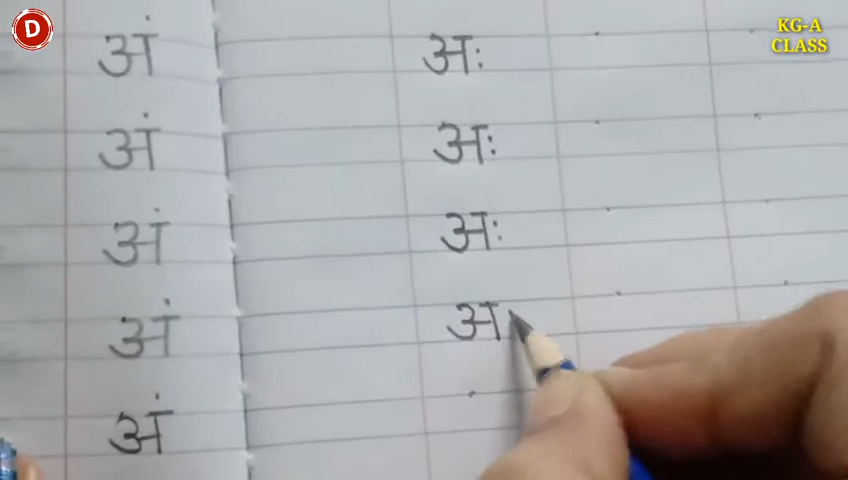 D
KG-A
CLASS
अं अः
अं अः
अं अः
अं अ
अं